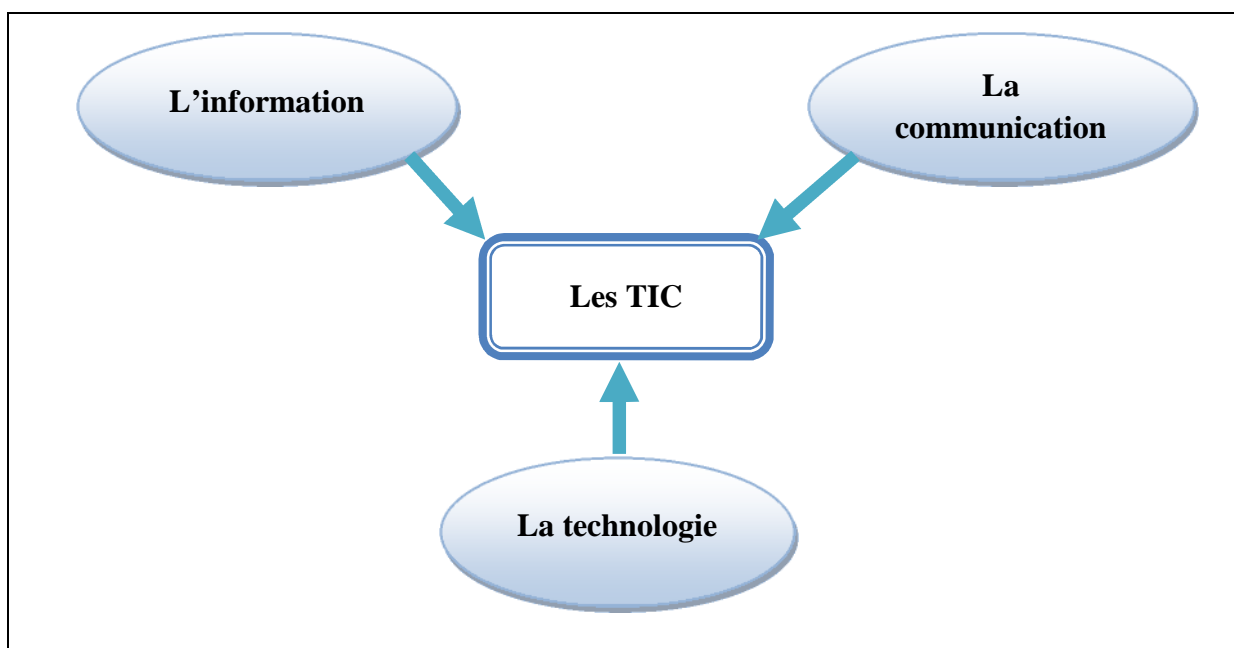 L’information
La
communication
Les TIC
La technologie